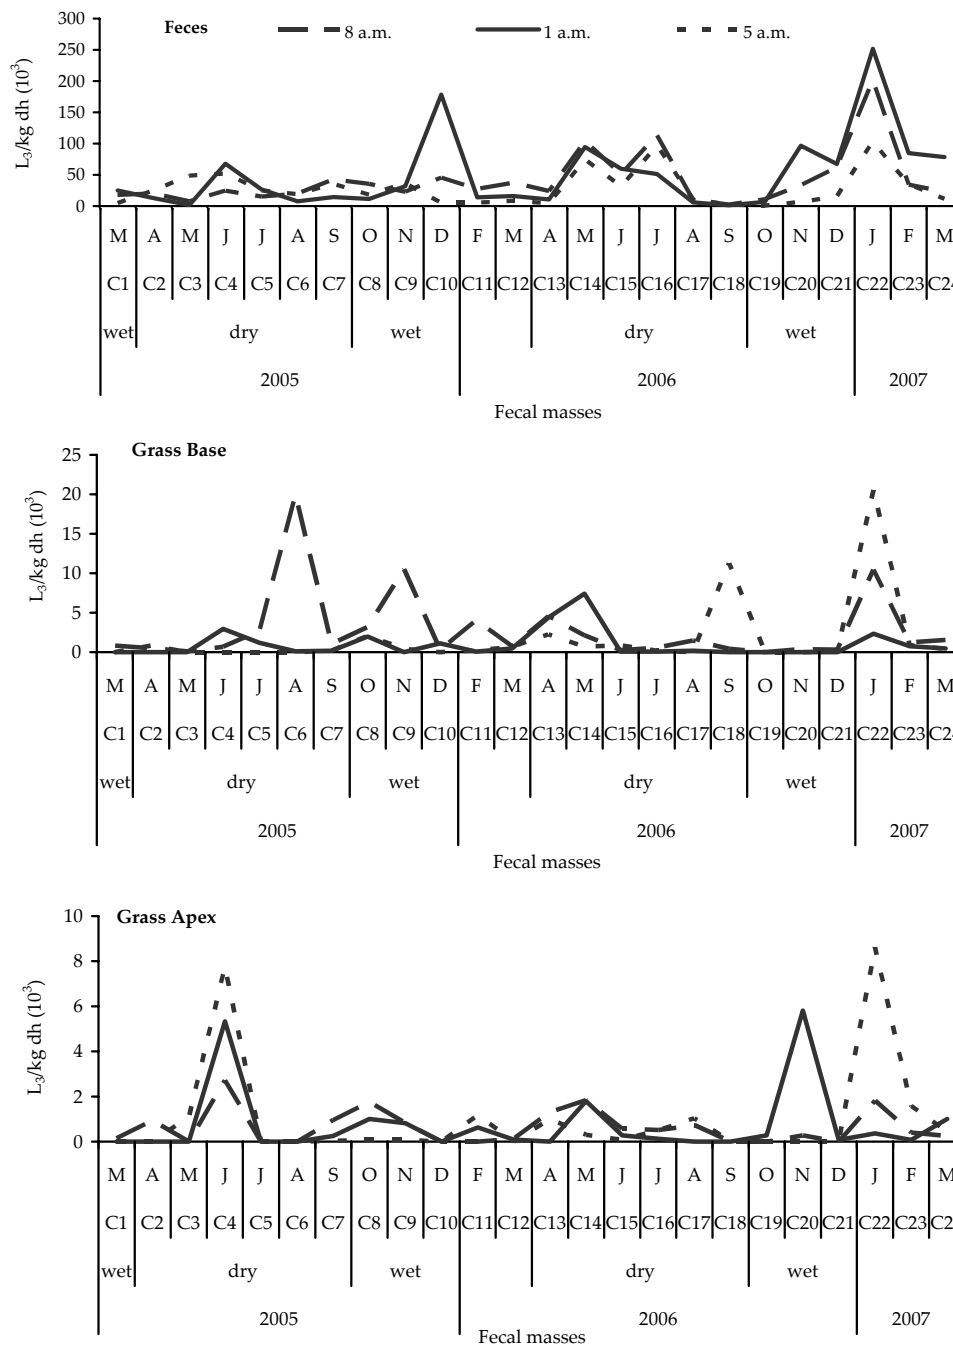 Feces 8 a.m. 1 a.m. 5 a.m.
L3/kg dh (10³)
300
250
200
150
100
50
0
M A M J J A S O N D F M A M J J A S O N D J F M
C1 C2 C3 C4 C5 C6 C7 C8 C9 C10 C11 C12 C13 C14 C15 C16 C17 C18 C19 C20 C21 C22 C23 C24
wet dry wet dry wet
2005 2006 2007
Fecal masses
Grass Base
L3/kg dh (10³)
25
20
15
10
5
0
M A M J J A S O N D F M A M J J A S O N D J F M
C1 C2 C3 C4 C5 C6 C7 C8 C9 C10 C11 C12 C13 C14 C15 C16 C17 C18 C19 C20 C21 C22 C23 C24
wet dry wet dry wet
2005 2006 2007
Fecal masses
Grass Apex
L3/kg dh (10³)
10
8
6
4
2
0
M A M J J A S O N D F M A M J J A S O N D J F M
C1 C2 C3 C4 C5 C6 C7 C8 C9 C10 C11 C12 C13 C14 C15 C16 C17 C18 C19 C20 C21 C22 C23 C2
wet dry wet dry wet
2005 2006 2007
Fecal masses